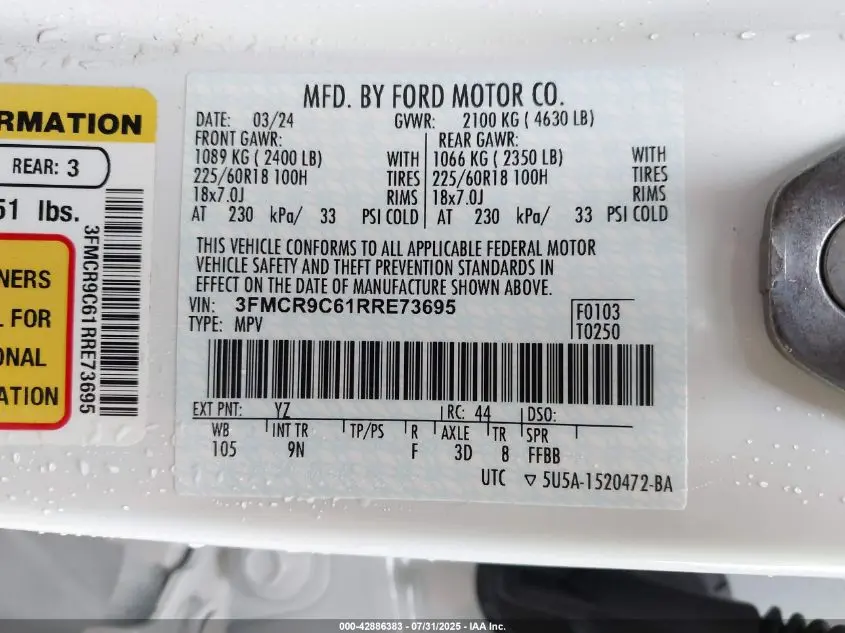 RMATION
REAR: 3
51 lbs.
NERS
L FOR
ONAL
ATION
3FMCR9C61RRE73695
MFD. BY FORD MOTOR CO.
DATE: 03/24 GVWR: 2100 KG ( 4630 LB)
FRONT GAWR: REAR GAWR:
1089 KG ( 2400 LB) WITH 1066 KG ( 2350 LB) WITH
225/60R18 100H TIRES 225/60R18 100H TIRES
18x7.0J RIMS 18x7.0J RIMS
AT 230 kPa/ 33 PSI COLD AT 230 kPa/ 33 PSI COLD
THIS VEHICLE CONFORMS TO ALL APPLICABLE FEDERAL MOTOR
VEHICLE SAFETY AND THEFT PREVENTION STANDARDS IN
EFFECT ON THE DATE OF MANUFACTURE SHOWN ABOVE.
VIN: 3FMCR9C61RRE73695 F0103
TYPE: MPV T0250
EXT PNT: YZ RC: 44 DSO:
WB INT TR TP/PS R AXLE TR SPR
105 9N F 3D 8 FFBB
UTC ▽ 5U5A-1520472-BA
000-42886383 - 07/31/2025 - IAA Inc.